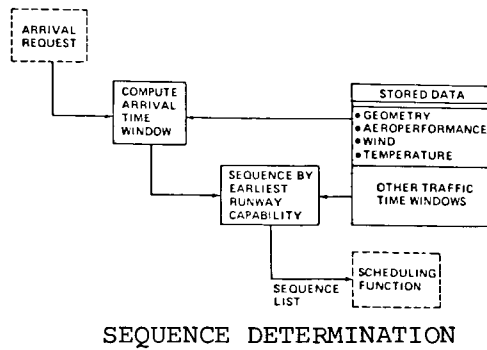 ARRIVAL
REQUEST
COMPUTE
ARRIVAL
TIME
WINDOW
STORED DATA
• GEOMETRY
• AEROPERFORMANCE
• WIND
• TEMPERATURE
OTHER TRAFFIC
TIME WINDOWS
SEQUENCE BY
EARLIEST
RUNWAY
CAPABILITY
SEQUENCE
LIST
SCHEDULING
FUNCTION
SEQUENCE DETERMINATION